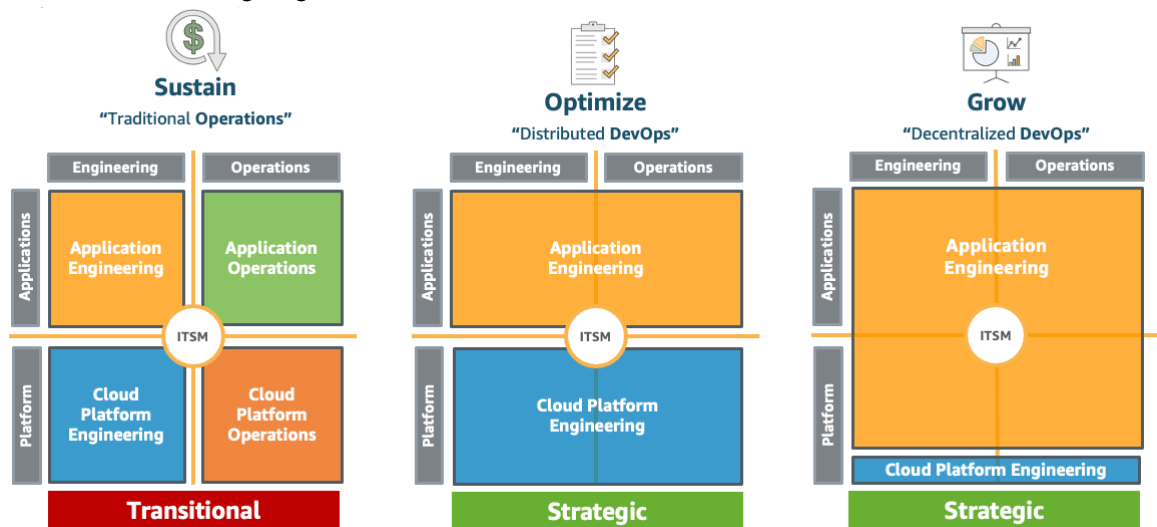 Sustain
“Traditional Operations”
Engineering
Operations
Applications
Application
Engineering
Application
Operations
ITSM
Platform
Cloud
Platform
Engineering
Cloud
Platform
Operations
Transitional
Optimize
“Distributed DevOps”
Engineering
Operations
Applications
Application
Engineering
ITSM
Platform
Cloud Platform
Engineering
Strategic
Grow
“Decentralized DevOps”
Engineering
Operations
Applications
Application
Engineering
ITSM
Platform
Cloud Platform Engineering
Strategic